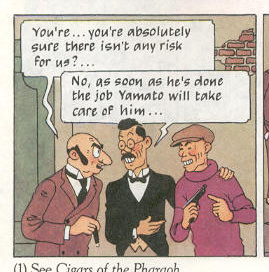 You're... you're absolutely
sure there isn't any risk
for us?...
No, as soon as he's done
the job Yamato will take
care of him...
(1) See Cigars of the Pharaoh